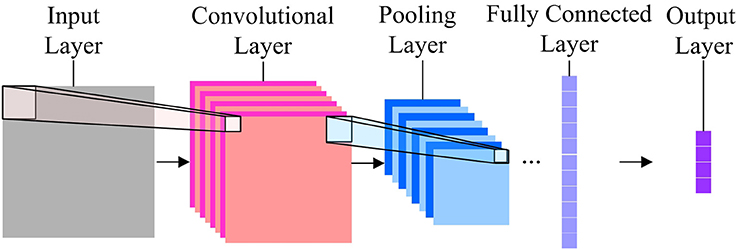 Input
Layer
Convolutional
Layer
Pooling
Layer
Fully Connected
Layer
Output
Layer
...